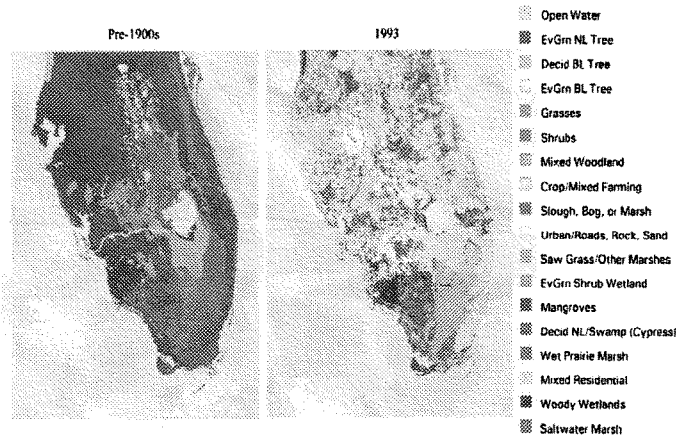 Pre-1900s
1993
Open Water
EvGrn NL Tree
Decid BL Tree
EvGrn BL Tree
Grasses
Shrubs
Mixed Woodland
Crop/Mixed Farming
Slough, Bog, or Marsh
Urban/Roads, Rock, Sand
Saw Grass/Other Marshes
EvGrn Shrub Wetland
Mangroves
Decid NL/Swamp (Cypress)
Wet Prairie Marsh
Mixed Residential
Woody Wetlands
Saltwater Marsh